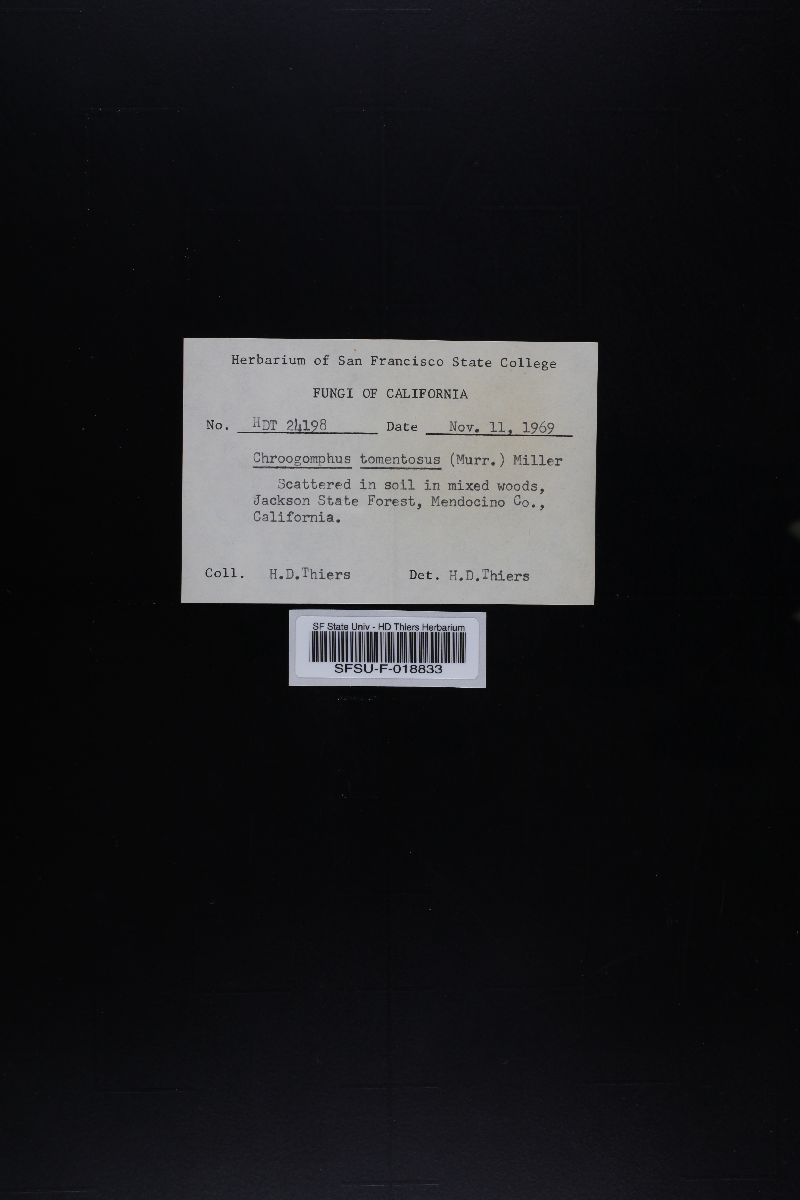 Herbarium of San Francisco State College
FUNGI OF CALIFORNIA
No. HDT 24198 Date Nov. 11, 1969
Chroogomphus tomentosus (Murr.) Miller
Scattered in soil in mixed woods,
Jackson State Forest, Mendocino Co.,
California.
Coll. H.D.Thiers Det. H.D.Thiers
SF State Univ - HD Thiers Herbarium
SFSU-F-018833